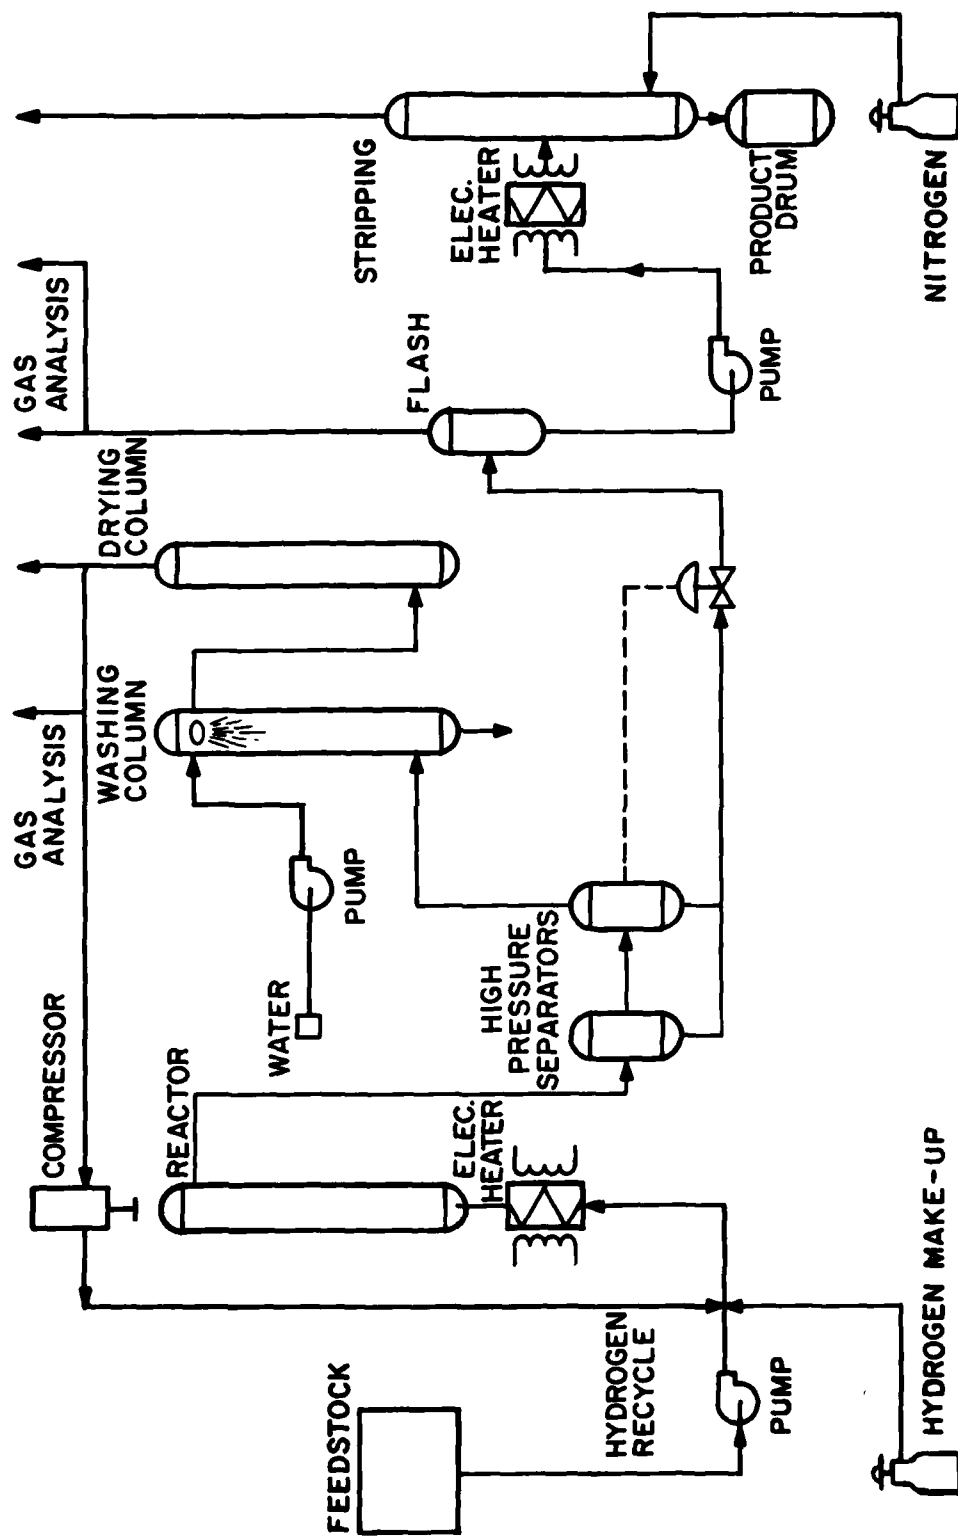 FEEDSTOCK
HYDROGEN
RECYCLE
PUMP
HYDROGEN MAKE-UP
COMPRESSOR
REACTOR
ELEC.
HEATER
WATER
PUMP
HIGH
PRESSURE
SEPARATORS
GAS
ANALYSIS
WASHING
COLUMN
DRYING
COLUMN
GAS
ANALYSIS
FLASH
PUMP
STRIPPING
ELEC.
HEATER
PRODUCT
DRUM
NITROGEN